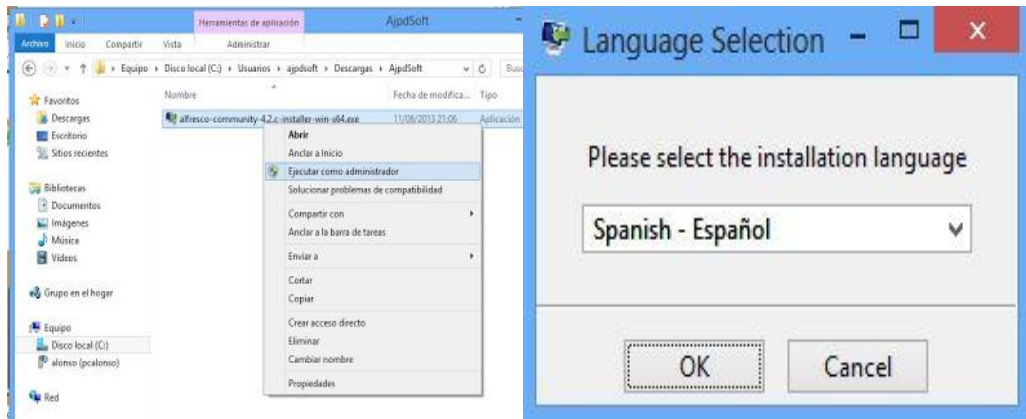 Herramientas de aplicación
AjpdSoft
Archivo Inicio Compartir Vista Administrar
Equipo Disco local (C:) Usuarios ajpdsoft Descargas AjpdSoft
Nombre Fecha de modifica... Tipo
Favoritos
Descargas
Escritorio
Sitios recientes
Bibliotecas
Documentos
Imágenes
Música
Vídeos
Grupo en el hogar
Equipo
Disco local (C:)
alonso (pcalonso)
Red
alfresco-community-4.2.c-installer-win-x64.exe 11/06/2013 21:06 Aplicación
Abrir
Anclar a Inicio
Ejecutar como administrador
Solucionar problemas de compatibilidad
Compartir con
Anclar a la barra de tareas
Enviar a
Cortar
Copiar
Crear acceso directo
Eliminar
Cambiar nombre
Propiedades
Language Selection
Please select the installation language
Spanish - Español
OK Cancel